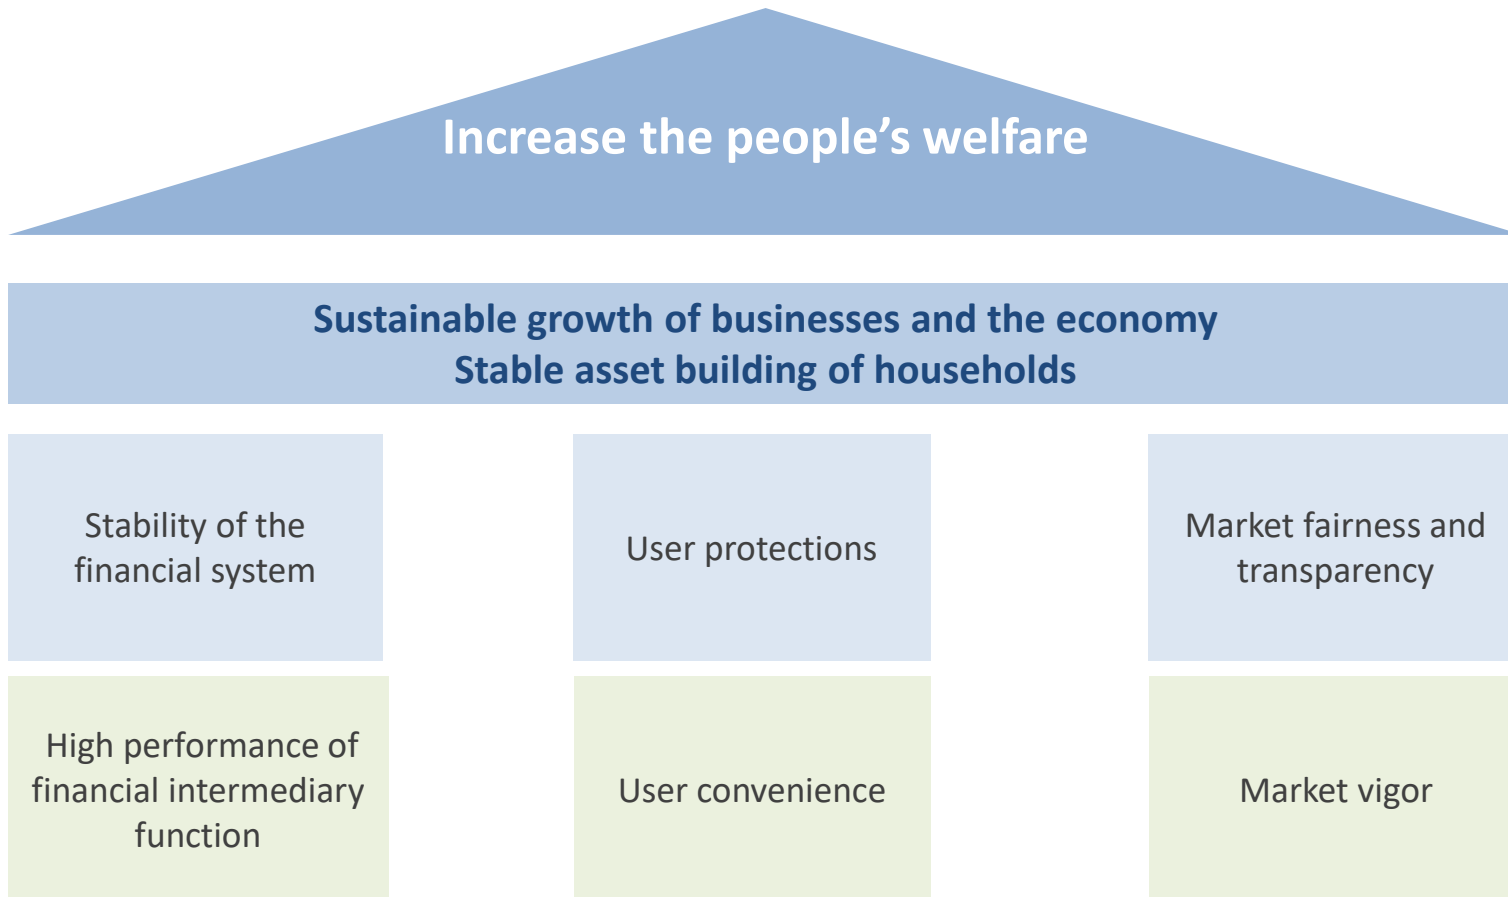 Increase the people’s welfare
Sustainable growth of businesses and the economy
Stable asset building of households
Stability of the
financial system
User protections
Market fairness and
transparency
High performance of
financial intermediary
function
User convenience
Market vigor